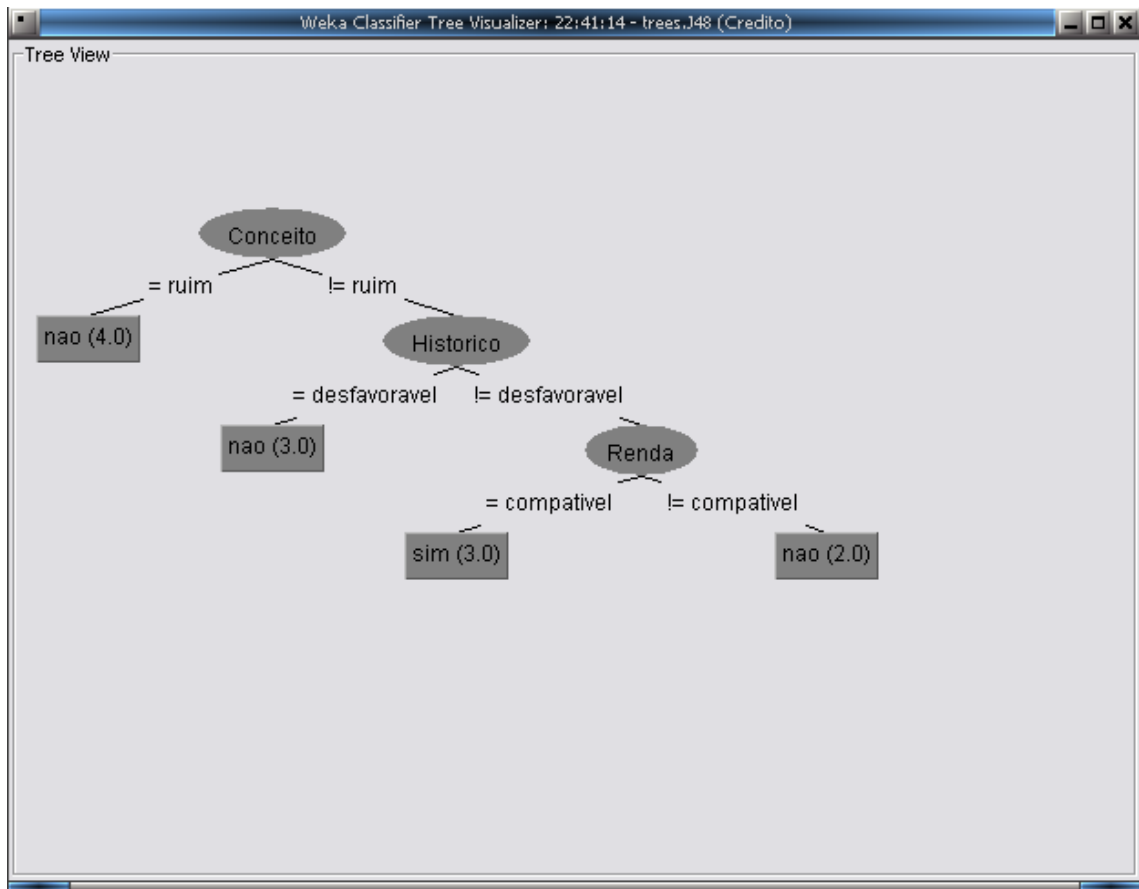 Weka Classifier Tree Visualizer: 22:41:14 - trees.J48 (Credito)
Tree View
Conceito
= ruim
!= ruim
nao (4.0)
Historico
= desfavoravel
!= desfavoravel
nao (3.0)
Renda
= compativel
!= compativel
sim (3.0)
nao (2.0)